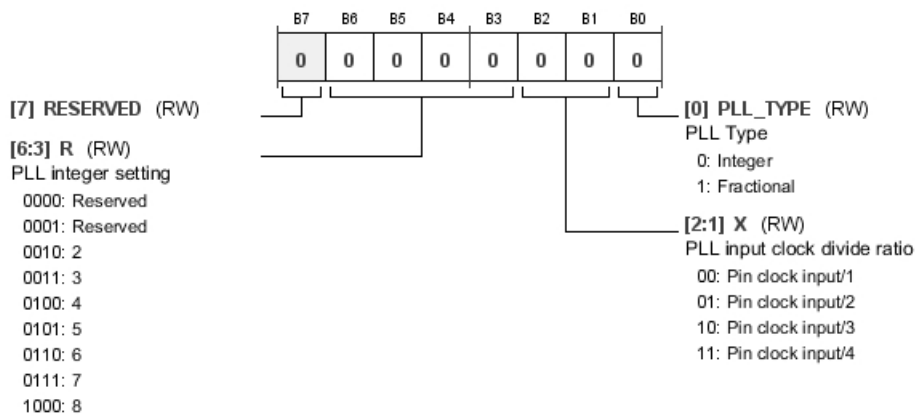 B7 B6 B5 B4 B3 B2 B1 B0
0 0 0 0 0 0 0 0
[7] RESERVED (RW)
[6:3] R (RW)
PLL integer setting
0000: Reserved
0001: Reserved
0010: 2
0011: 3
0100: 4
0101: 5
0110: 6
0111: 7
1000: 8
[0] PLL_TYPE (RW)
PLL Type
0: Integer
1: Fractional
[2:1] X (RW)
PLL input clock divide ratio
00: Pin clock input/1
01: Pin clock input/2
10: Pin clock input/3
11: Pin clock input/4